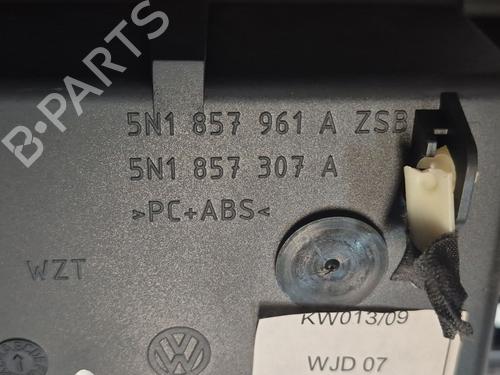 B-PARTS
5N1 857 961 A ZSB
5N1 857 307 A
>PC+ABS<
WZT
KW013/09
WJD 07